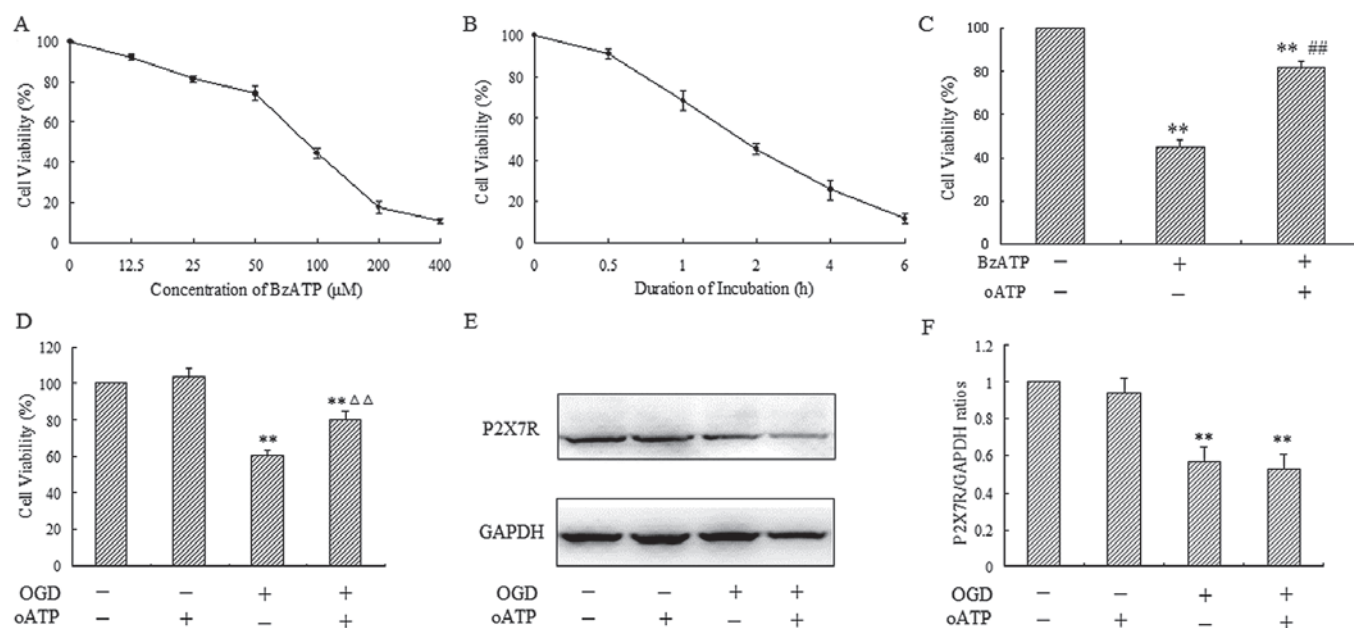 A
Cell Viability (%)
100
80
60
40
20
0
0 12.5 25 50 100 200 400
Concentration of BzATP (μM)
B
Cell Viability (%)
100
80
60
40
20
0
0 0.5 1 2 4 6
Duration of Incubation (h)
C
Cell Viability (%)
100
80
60
40
20
0
**
** ##
BzATP − + +
oATP − − +
D
Cell Viability (%)
120
100
80
60
40
20
0
**
** △ △
OGD − − + +
oATP − + − +
E
P2X7R
GAPDH
OGD − − + +
oATP − + − +
F
P2X7R/GAPDH ratios
1.2
1
0.8
0.6
0.4
0.2
0
**
**
OGD − − + +
oATP − + − +